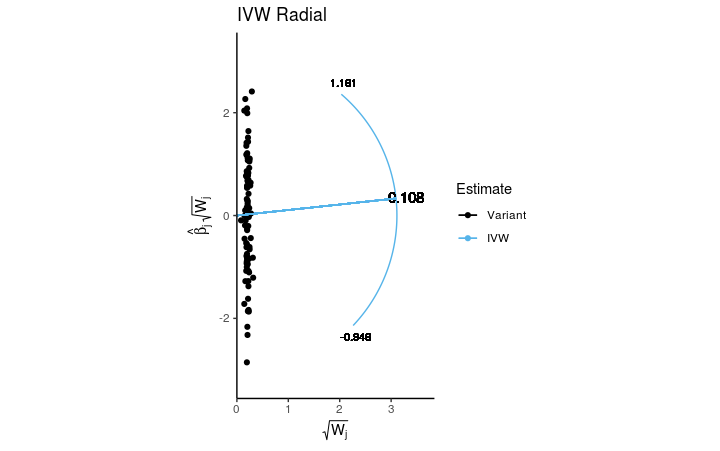 IVW Radial
1.161
0.108
-0.946
2
0
-2
β̂ⱼ√Wⱼ
0
1
2
3
√Wⱼ
Estimate
Variant
IVW